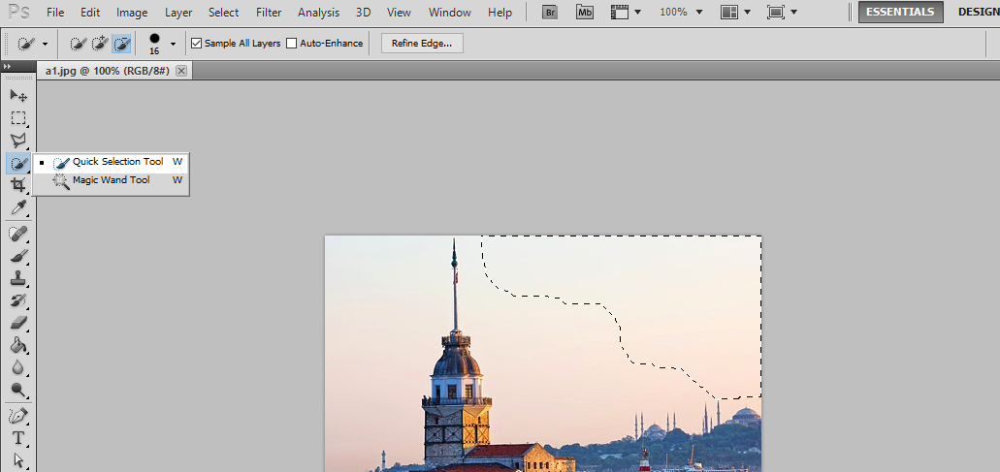 Ps File Edit Image Layer Select Filter Analysis 3D View Window Help Br Mb 100% ESSENTIALS DESIGN
16 Sample All Layers Auto-Enhance Refine Edge...
a1.jpg @ 100% (RGB/8#)
Quick Selection Tool W
Magic Wand Tool W
T